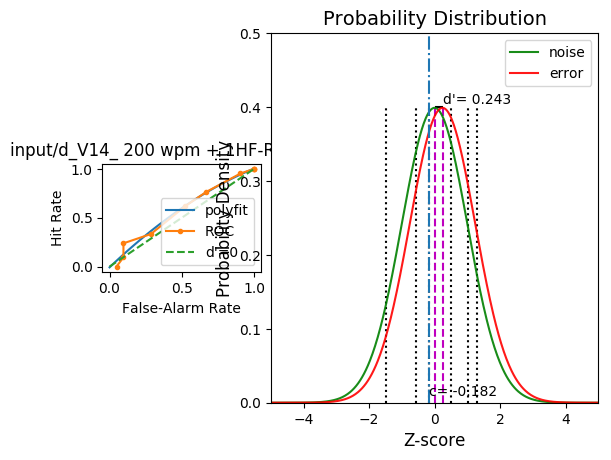 Probability Distribution
input/d_V14_ 200 wpm + 1HF-R
Hit Rate
1.0
0.5
0.0
polyfit
ROC
0.0
0.5
1.0
False-Alarm Rate
Probability Density
0.5
0.4
0.3
0.2
0.1
0.0
noise
error
d'= 0.243
c= -0.182
−4
−2
0
2
4
Z-score